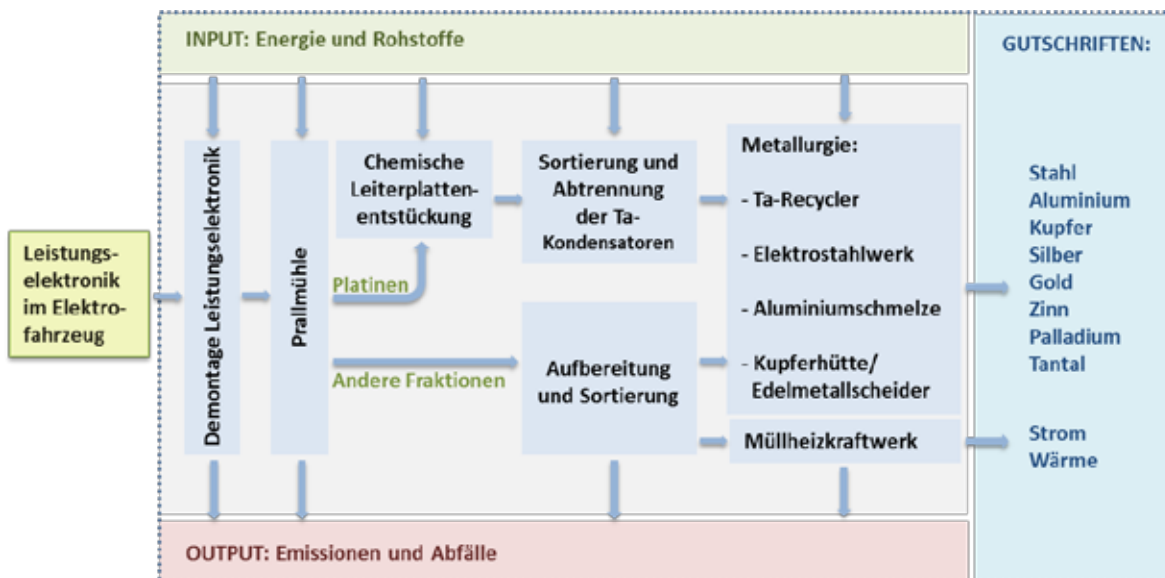 INPUT: Energie und Rohstoffe
GUTSCHRIFTEN:
Leistungs-
elektronik
im Elektro-
fahrzeug
Demontage Leistungselektronik
Prallmühle
Chemische
Leiterplatten-
entstückung
Platinen
Andere Fraktionen
Sortierung und
Abtrennung
der Ta-
Kondensatoren
Aufbereitung
und Sortierung
Metallurgie:
- Ta-Recycler
- Elektrostahlwerk
- Aluminiumschmelze
- Kupferhütte/
Edelmetallscheider
Müllheizkraftwerk
Stahl
Aluminium
Kupfer
Silber
Gold
Zinn
Palladium
Tantal
Strom
Wärme
OUTPUT: Emissionen und Abfälle